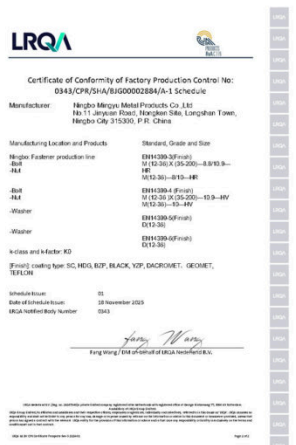 LRQA
Certificate of Conformity of Factory Production Control No:
0343/CPR/SHA/BJG00002884/A-1 Schedule
Manufacturer: Ningbo Mingyu Metal Products Co.,Ltd
No.11 Jinyuan Road, Nongken Site, Longshan Town,
Ningbo City 315300, P.R. China
Manufacturing Location and Products Standard, Grade and Size
Ningbo: Fastener production line EN14399-3(Finish)
-Bolt M (12-36)X(35-200)—8.8/10.9—
-Nut HR
M(12-36)—8/10—HR
-Bolt EN14399-4 (Finish)
-Nut M (12-36)X(35-200)—10.9—HV
M(12-36)—10—HV
-Washer
EN14399-5(Finish)
D(12-36)
-Washer
EN14399-6(Finish)
D(12-36)
k-class and k-factor: K0
[Finish]: coating type: SC, HDG, BZP, BLACK, YZP, DACROMET, GEOMET,
TEFLON
Schedule Issue: 01
Date of Schedule Issue: 18 November 2025
LRQA Notified Body Number 0343
Fang Wang / DNI on behalf of LRQA Nederland B.V.